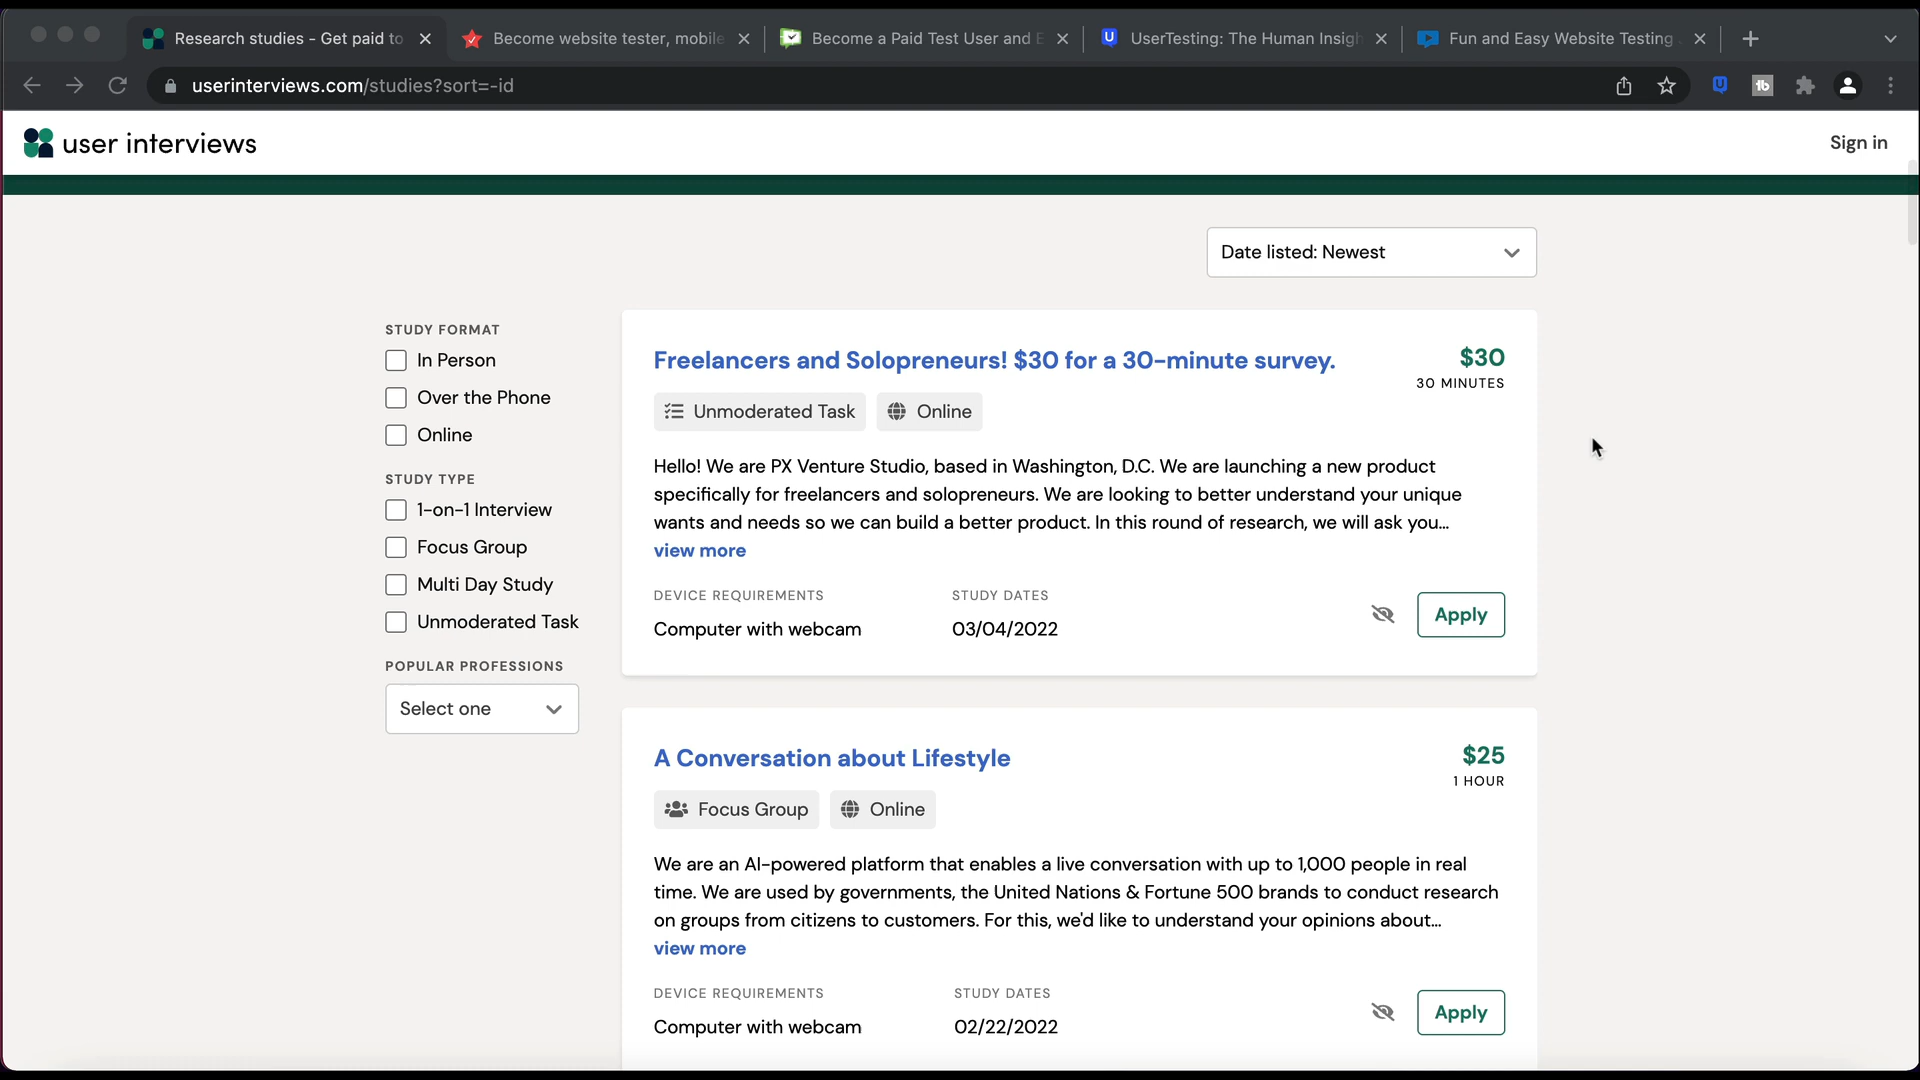 Research studies - Get paid to
Become website tester, mobile
Become a Paid Test User and E
UserTesting: The Human Insigh
Fun and Easy Website Testing
userinterviews.com/studies?sort=-id
user interviews
Sign in
Date listed: Newest
STUDY FORMAT
In Person
Over the Phone
Online
STUDY TYPE
1-on-1 Interview
Focus Group
Multi Day Study
Unmoderated Task
POPULAR PROFESSIONS
Select one
Freelancers and Solopreneurs! $30 for a 30-minute survey.
$30
30 MINUTES
Unmoderated Task
Online
Hello! We are PX Venture Studio, based in Washington, D.C. We are launching a new product
specifically for freelancers and solopreneurs. We are looking to better understand your unique
wants and needs so we can build a better product. In this round of research, we will ask you...
view more
DEVICE REQUIREMENTS
STUDY DATES
Computer with webcam
03/04/2022
Apply
A Conversation about Lifestyle
$25
1 HOUR
Focus Group
Online
We are an AI-powered platform that enables a live conversation with up to 1,000 people in real
time. We are used by governments, the United Nations & Fortune 500 brands to conduct research
on groups from citizens to customers. For this, we'd like to understand your opinions about...
view more
DEVICE REQUIREMENTS
STUDY DATES
Computer with webcam
02/22/2022
Apply